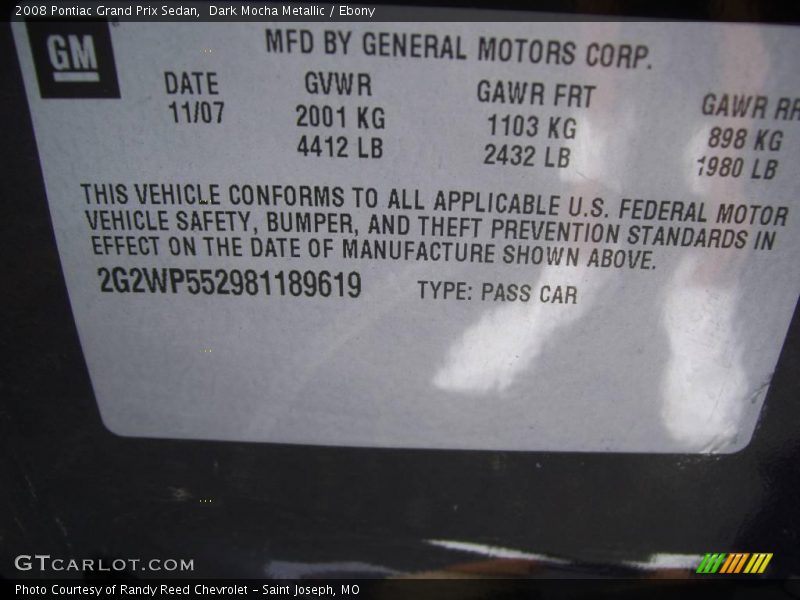 2008 Pontiac Grand Prix Sedan, Dark Mocha Metallic / Ebony
GM
MFD BY GENERAL MOTORS CORP.
DATE GVWR GAWR FRT GAWR RR
11/07 2001 KG 1103 KG 898 KG
4412 LB 2432 LB 1980 LB
THIS VEHICLE CONFORMS TO ALL APPLICABLE U.S. FEDERAL MOTOR
VEHICLE SAFETY, BUMPER, AND THEFT PREVENTION STANDARDS IN
EFFECT ON THE DATE OF MANUFACTURE SHOWN ABOVE.
2G2WP552981189619 TYPE: PASS CAR
GTCARLOT.COM
Photo Courtesy of Randy Reed Chevrolet - Saint Joseph, MO